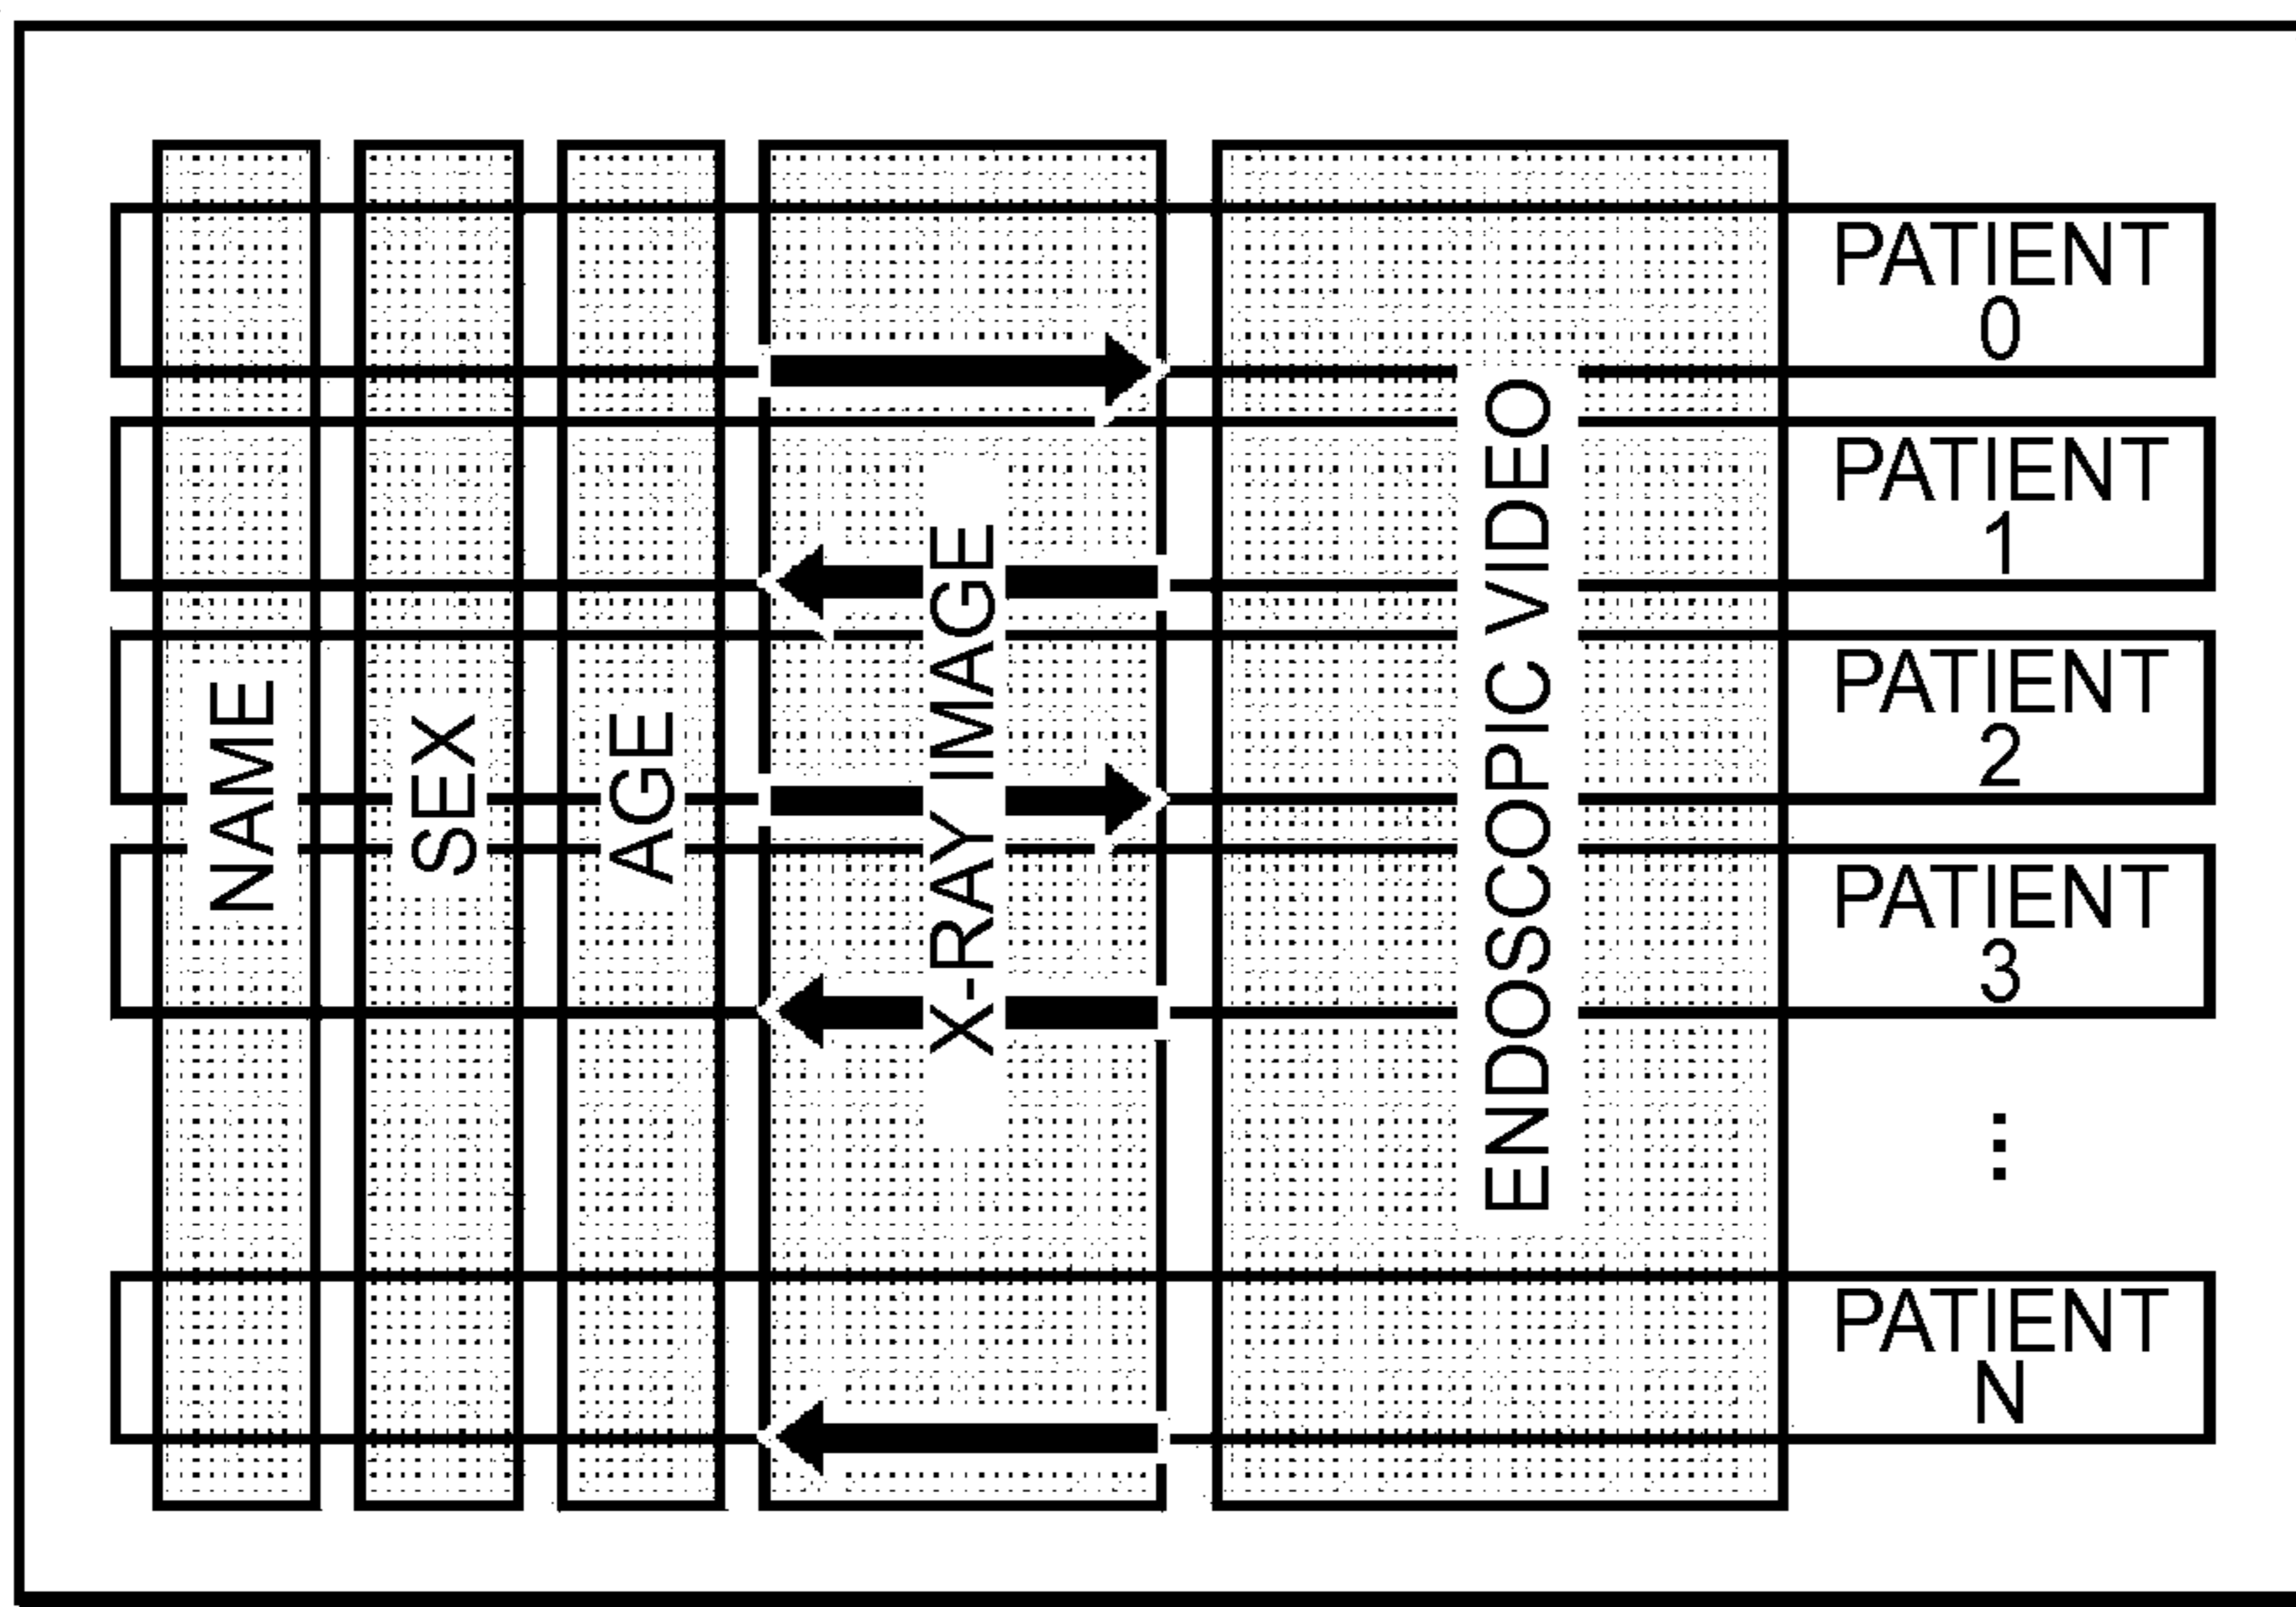 NAME
SEX
AGE
X-RAY IMAGE
ENDOSCOPIC VIDEO
PATIENT
0
PATIENT
1
PATIENT
2
PATIENT
3
⋮
PATIENT
N